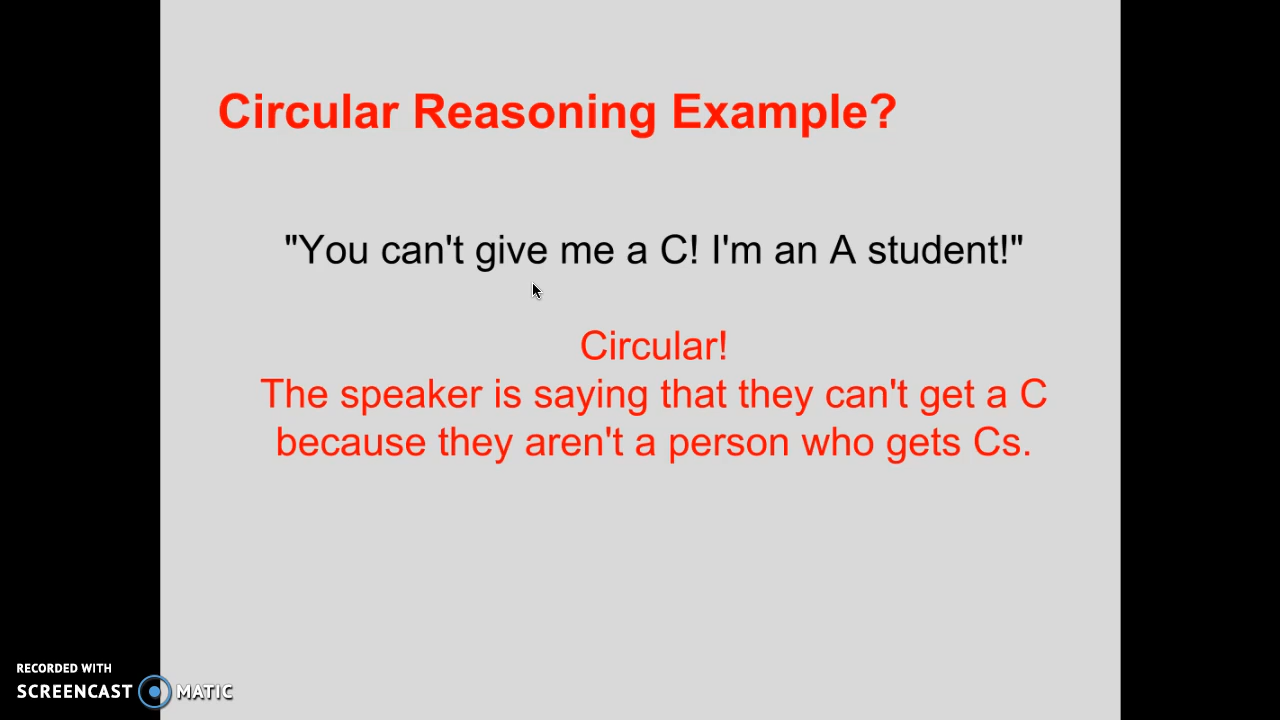 Circular Reasoning Example?
"You can't give me a C! I'm an A student!"
Circular!
The speaker is saying that they can't get a C
because they aren't a person who gets Cs.
RECORDED WITH
SCREENCAST MATIC